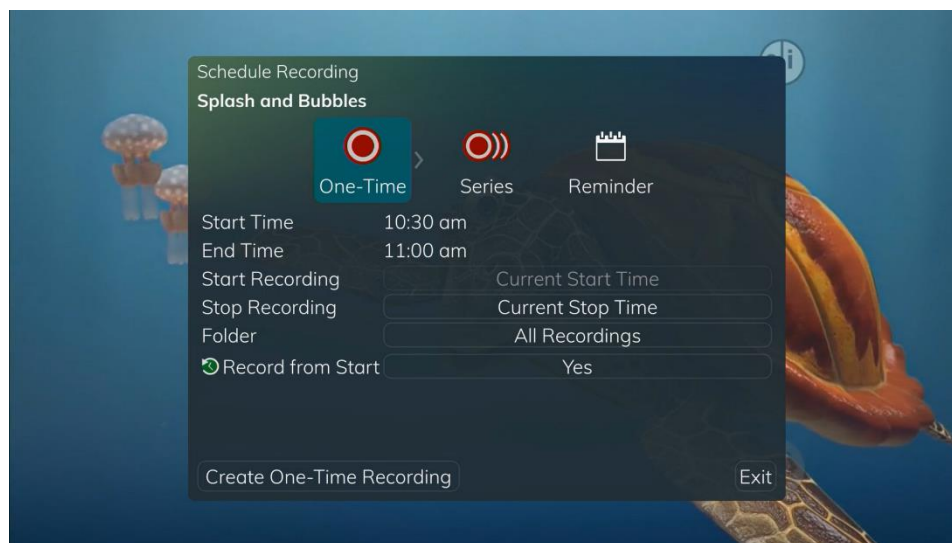 Schedule Recording
Splash and Bubbles
One-Time Series Reminder
Start Time 10:30 am
End Time 11:00 am
Start Recording Current Start Time
Stop Recording Current Stop Time
Folder All Recordings
Record from Start Yes
Create One-Time Recording Exit